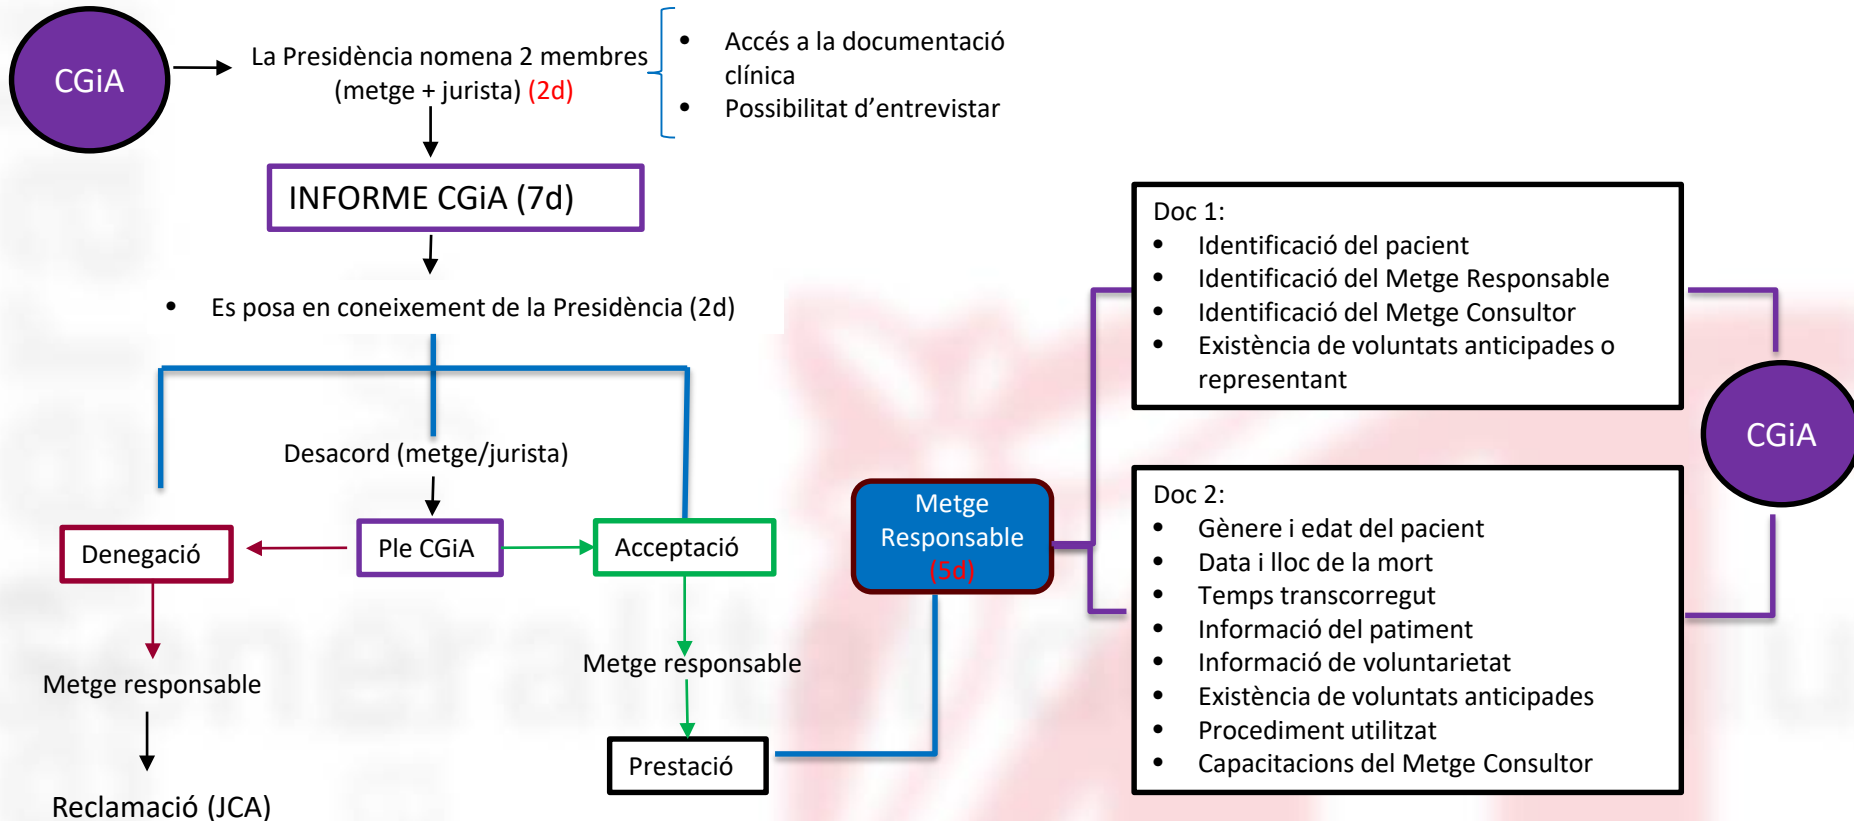 CGiA
La Presidència nomena 2 membres
(metge + jurista) (2d)
• Accés a la documentació
clínica
• Possibilitat d’entrevistar
INFORME CGiA (7d)
• Es posa en coneixement de la Presidència (2d)
Desacord (metge/jurista)
Denegació
Ple CGiA
Acceptació
Metge responsable
Metge responsable
Reclamació (JCA)
Prestació
Metge
Responsable
(5d)
Doc 1:
• Identificació del pacient
• Identificació del Metge Responsable
• Identificació del Metge Consultor
• Existència de voluntats anticipades o
representant
Doc 2:
• Gènere i edat del pacient
• Data i lloc de la mort
• Temps transcorregut
• Informació del patiment
• Informació de voluntarietat
• Existència de voluntats anticipades
• Procediment utilitzat
• Capacitacions del Metge Consultor
CGiA